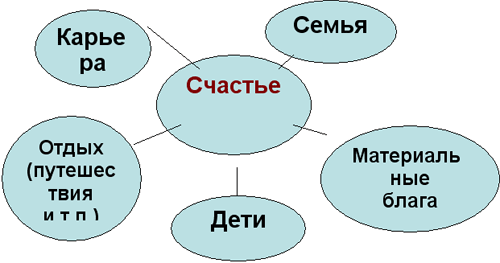 Семья
Карье
ра
Счастье
Отдых
(путешес
твия
и т п )
Материаль
ные
блага
Дети